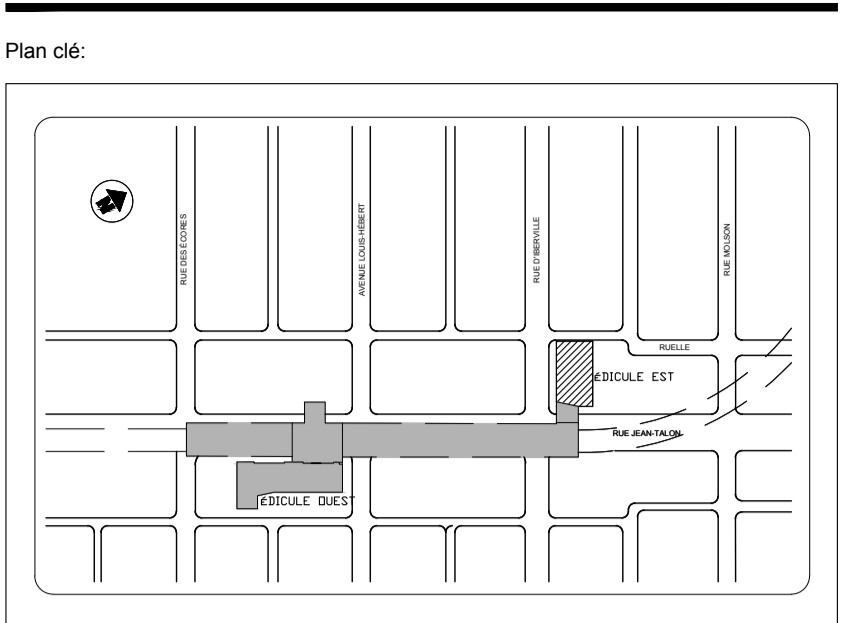 Plan clé:
N
RUE DES ÉCORES
AVENUE LOUIS-HÉBERT
RUE D'IBERVILLE
RUE MOLSON
RUELLE
ÉDICULE EST
RUE JEAN-TALON
ÉDICULE OUEST